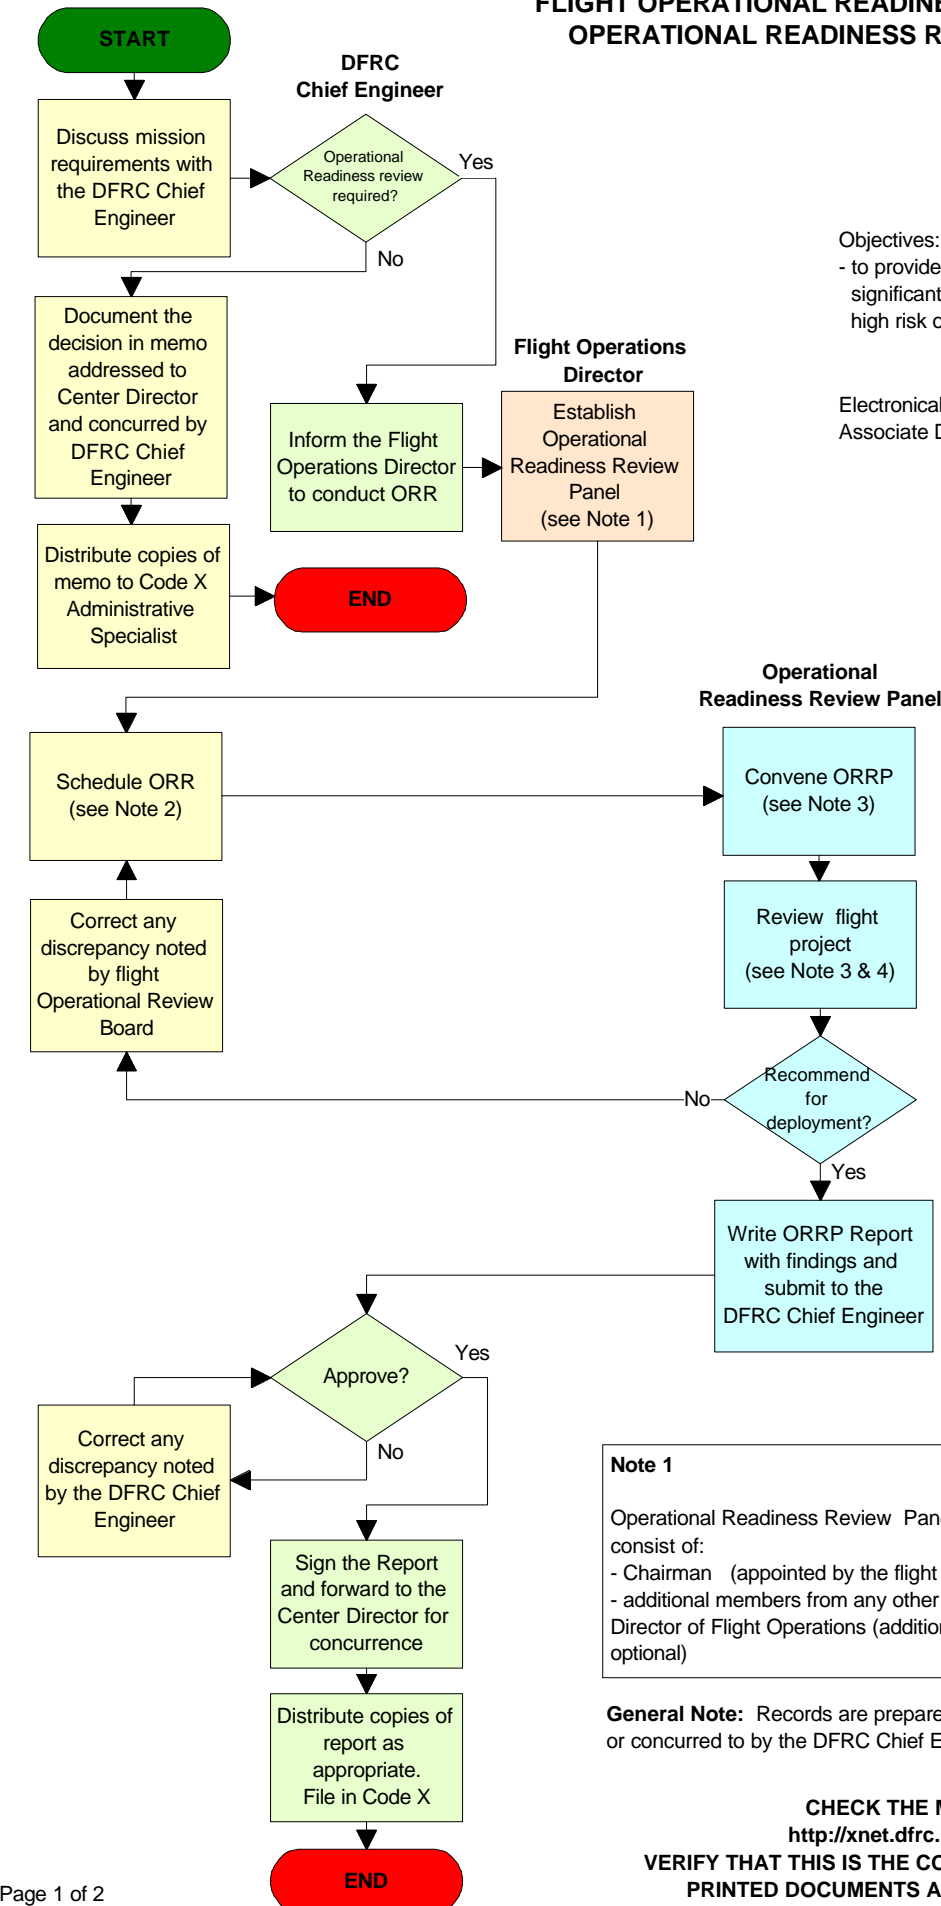 FLIGHT OPERATIONAL
OPERATIONAL READINESS
START
DFRC
Chief Engineer
Discuss mission
requirements with
the DFRC Chief
Engineer
Operational
Readiness review
required?
Yes
No
Objectives:
- to provide
significant
high risk
Document the
decision in memo
addressed to
Center Director
and concurred by
DFRC Chief
Engineer
Flight Operations
Director
Inform the Flight
Operations Director
to conduct ORR
Establish
Operational
Readiness Review
Panel
(see Note 1)
Associate
Distribute copies of
memo to Code X
Administrative
Specialist
END
Operational
Readiness Review Panel
Schedule ORR
(see Note 2)
Convene ORRP
(see Note 3)
Correct any
discrepancy noted
by flight
Operational Review
Board
Review flight
project
(see Note 3 & 4)
Recommend
for
deployment?
No
Yes
Write ORRP Report
with findings and
submit to the
DFRC Chief Engineer
Approve?
Yes
No
Correct any
discrepancy noted
by the DFRC Chief
Engineer
Sign the Report
and forward to the
Center Director for
concurrence
Distribute copies of
report as
appropriate.
File in Code X
END
Note 1
Operational Readiness Review
consist of:
- Chairman (appointed by the flight
- additional members from any other
Director of Flight Operations
optional)
General Note: Records are
or concurred to by the DFRC Chief
CHECK THE
http://xnet.dfrc.
VERIFY THAT THIS IS THE
PRINTED DOCUMENTS
Page 1 of 2